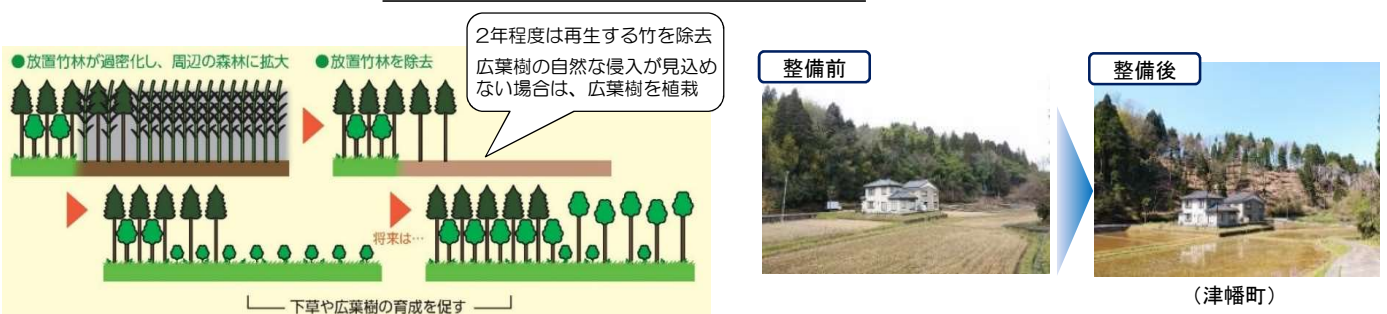 ●放置竹林が過密化し、周辺の森林に拡大
●放置竹林を除去
2年程度は再生する竹を除去
広葉樹の自然な侵入が見込め
ない場合は、広葉樹を植栽
将来は…
下草や広葉樹の育成を促す
整備前
整備後
（津幡町）